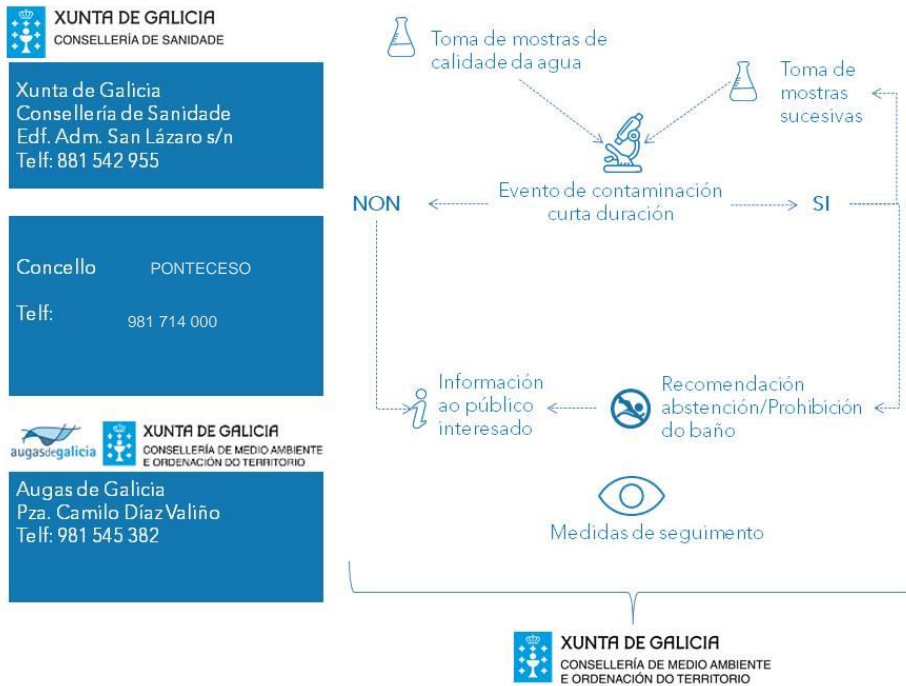 XUNTA DE GALICIA
CONSELLERÍA DE SANIDADE
Xunta de Galicia
Consellería de Sanidade
Edf. Adm. San Lázaro s/n
Telf: 881 542 955
Concello PONTECESO
Telf: 981 714 000
augasdegalicia
XUNTA DE GALICIA
CONSELLERÍA DE MEDIO AMBIENTE
E ORDENACIÓN DO TERRITORIO
Augas de Galicia
Pza. Camilo Díaz Valiño
Telf: 981 545 382
Toma de mostras de
calidade da agua
Toma de
mostras
sucesivas
Evento de contaminación
curta duración
NON
SI
Información
ao público
interesado
Recomendación
abstención/Prohibición
do baño
Medidas de seguimento
XUNTA DE GALICIA
CONSELLERÍA DE MEDIO AMBIENTE
E ORDENACIÓN DO TERRITORIO